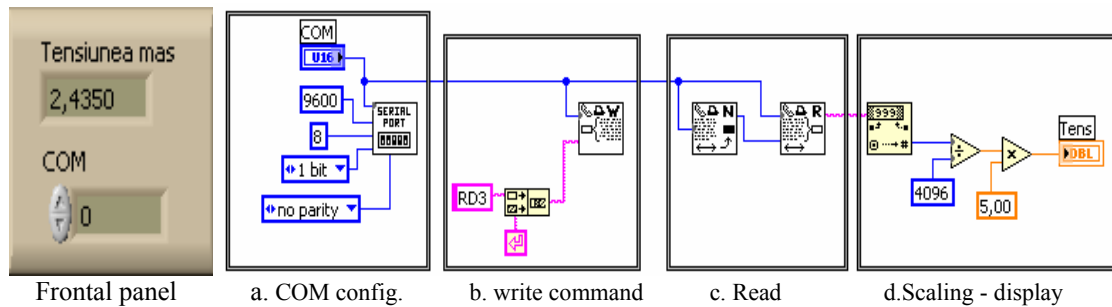 Tensiunea mas
2,4350
COM
0
Frontal panel
COM
U16
9600
8
1 bit
no parity
SERIAL
PORT
a. COM config.
W
RD3
b. write command
N
R
c. Read
999
#
÷
4096
x
5,00
Tens
DBL
d.Scaling - display